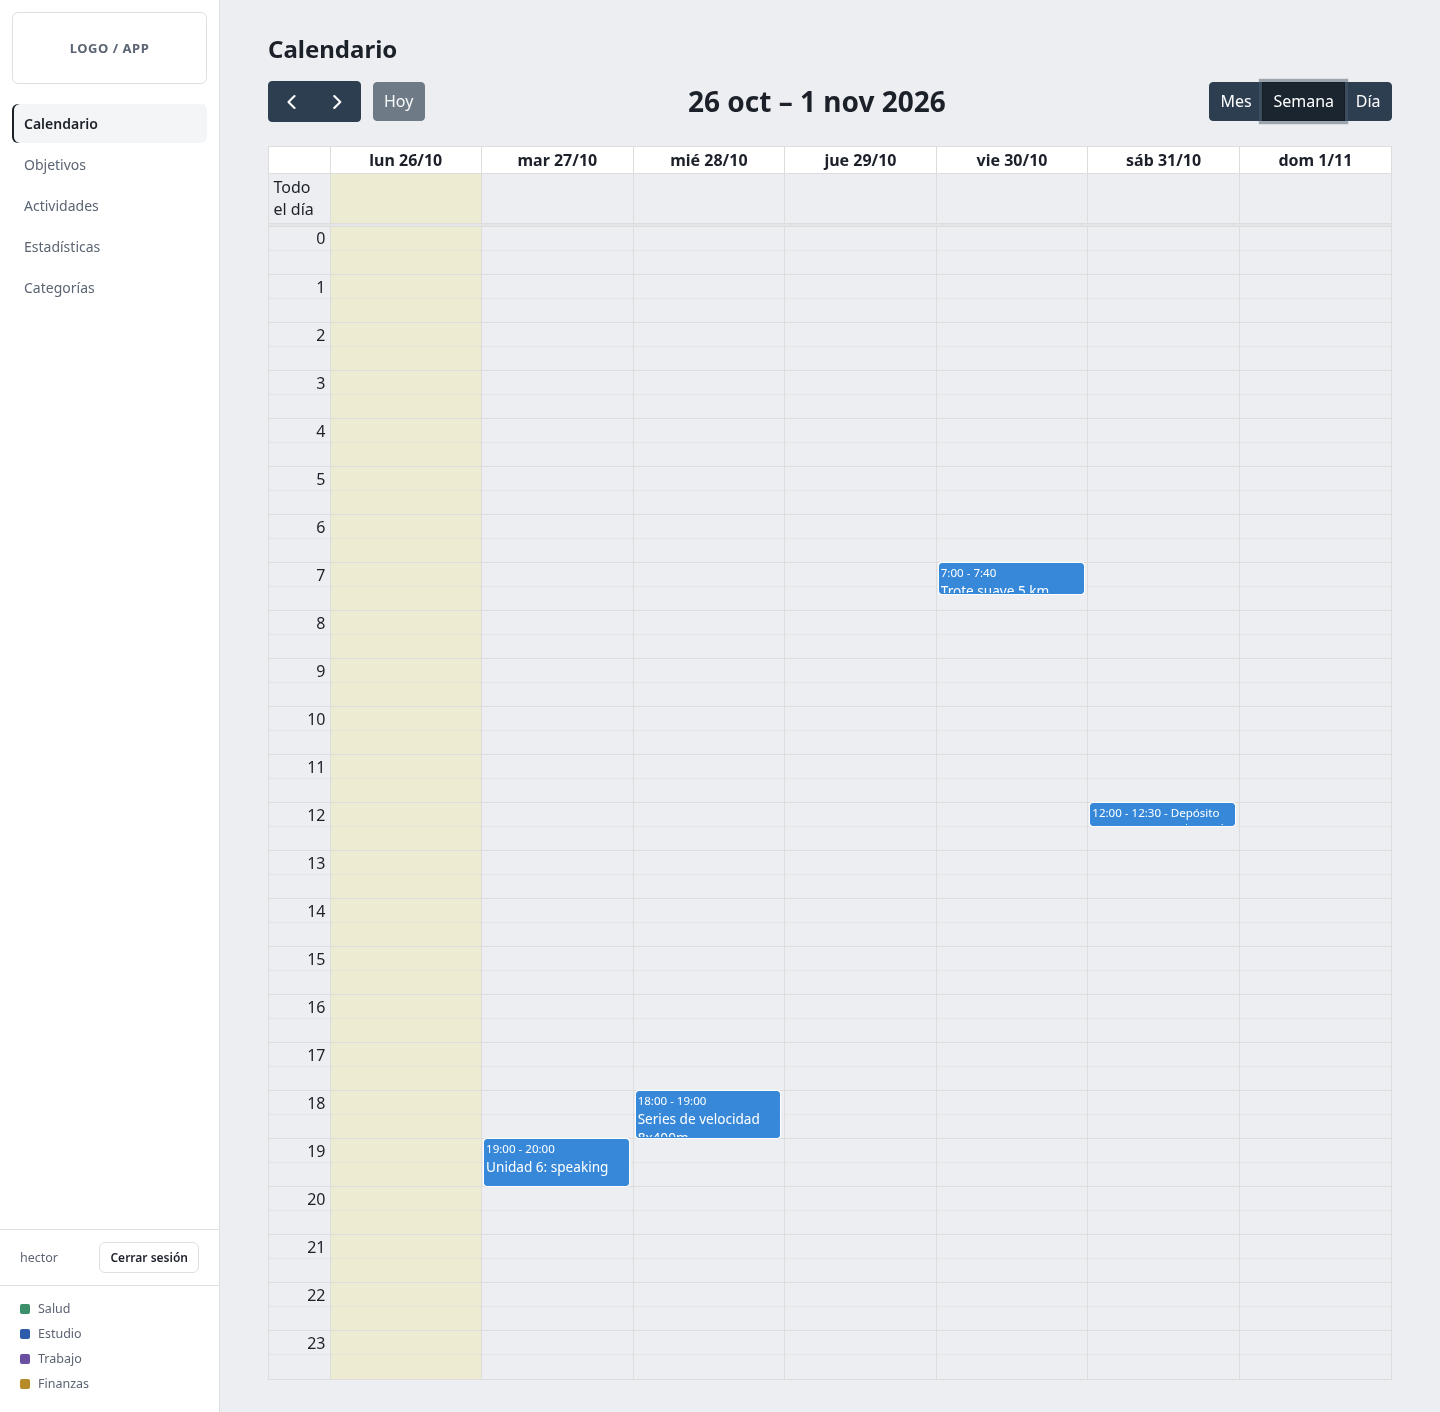 LOGO / APP
Calendario
Objetivos
Actividades
Estadísticas
Categorías
hector
Cerrar sesión
Salud
Estudio
Trabajo
Finanzas
Calendario
Hoy
26 oct – 1 nov 2026
Mes
Semana
Día
lun 26/10
mar 27/10
mié 28/10
jue 29/10
vie 30/10
sáb 31/10
dom 1/11
Todo
el día
0
1
2
3
4
5
6
7
7:00 - 7:40
Trote suave 5 km
8
9
10
11
12
12:00 - 12:30 - Depósito
13
14
15
16
17
18
18:00 - 19:00
Series de velocidad
8x400m
19
19:00 - 20:00
Unidad 6: speaking
20
21
22
23